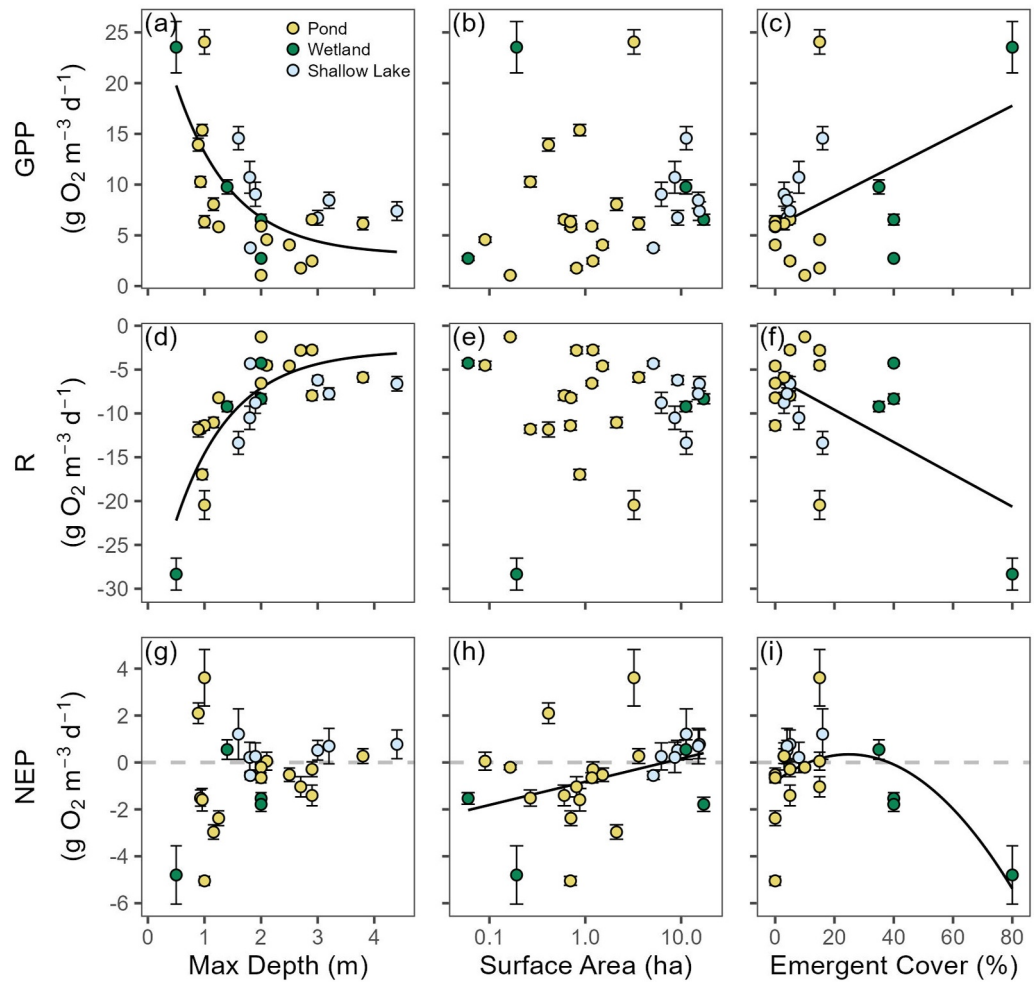 (a)
Pond
Wetland
Shallow Lake
(b)
(c)
GPP
(g O₂ m⁻³ d⁻¹)
25
20
15
10
5
0
(d)
(e)
(f)
R
(g O₂ m⁻³ d⁻¹)
0
-5
-10
-15
-20
-25
-30
(g)
(h)
(i)
NEP
(g O₂ m⁻³ d⁻¹)
4
2
0
-2
-4
-6
0 1 2 3 4
0.1 1.0 10.0
0 20 40 60 80
Max Depth (m)
Surface Area (ha)
Emergent Cover (%)